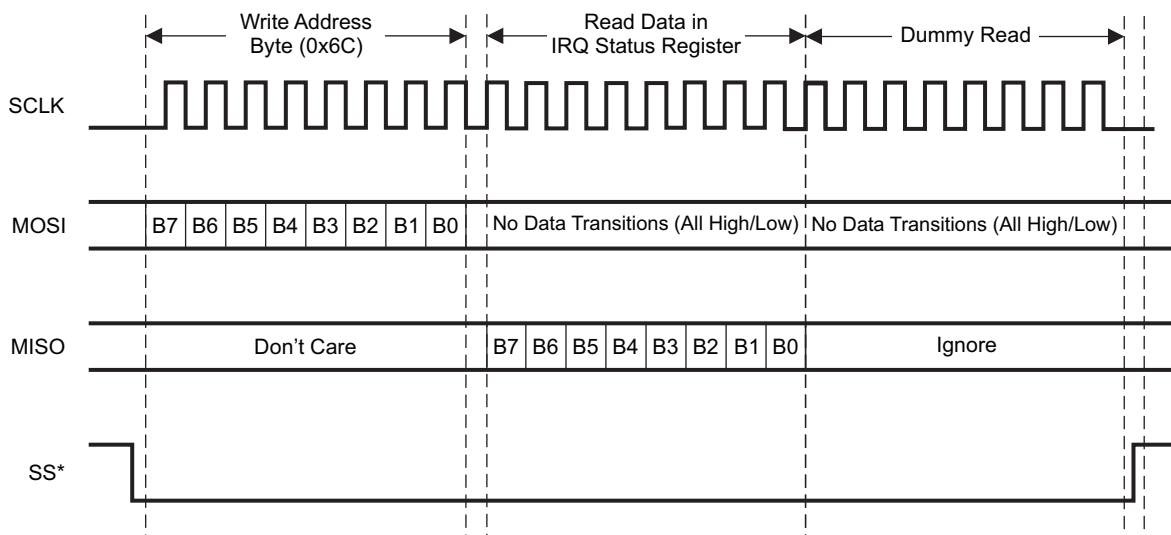 Write Address
Byte (0x6C)
Read Data in
IRQ Status Register
Dummy Read
SCLK
MOSI
B7 B6 B5 B4 B3 B2 B1 B0
No Data Transitions (All High/Low)
No Data Transitions (All High/Low)
MISO
Don't Care
B7 B6 B5 B4 B3 B2 B1 B0
Ignore
SS*